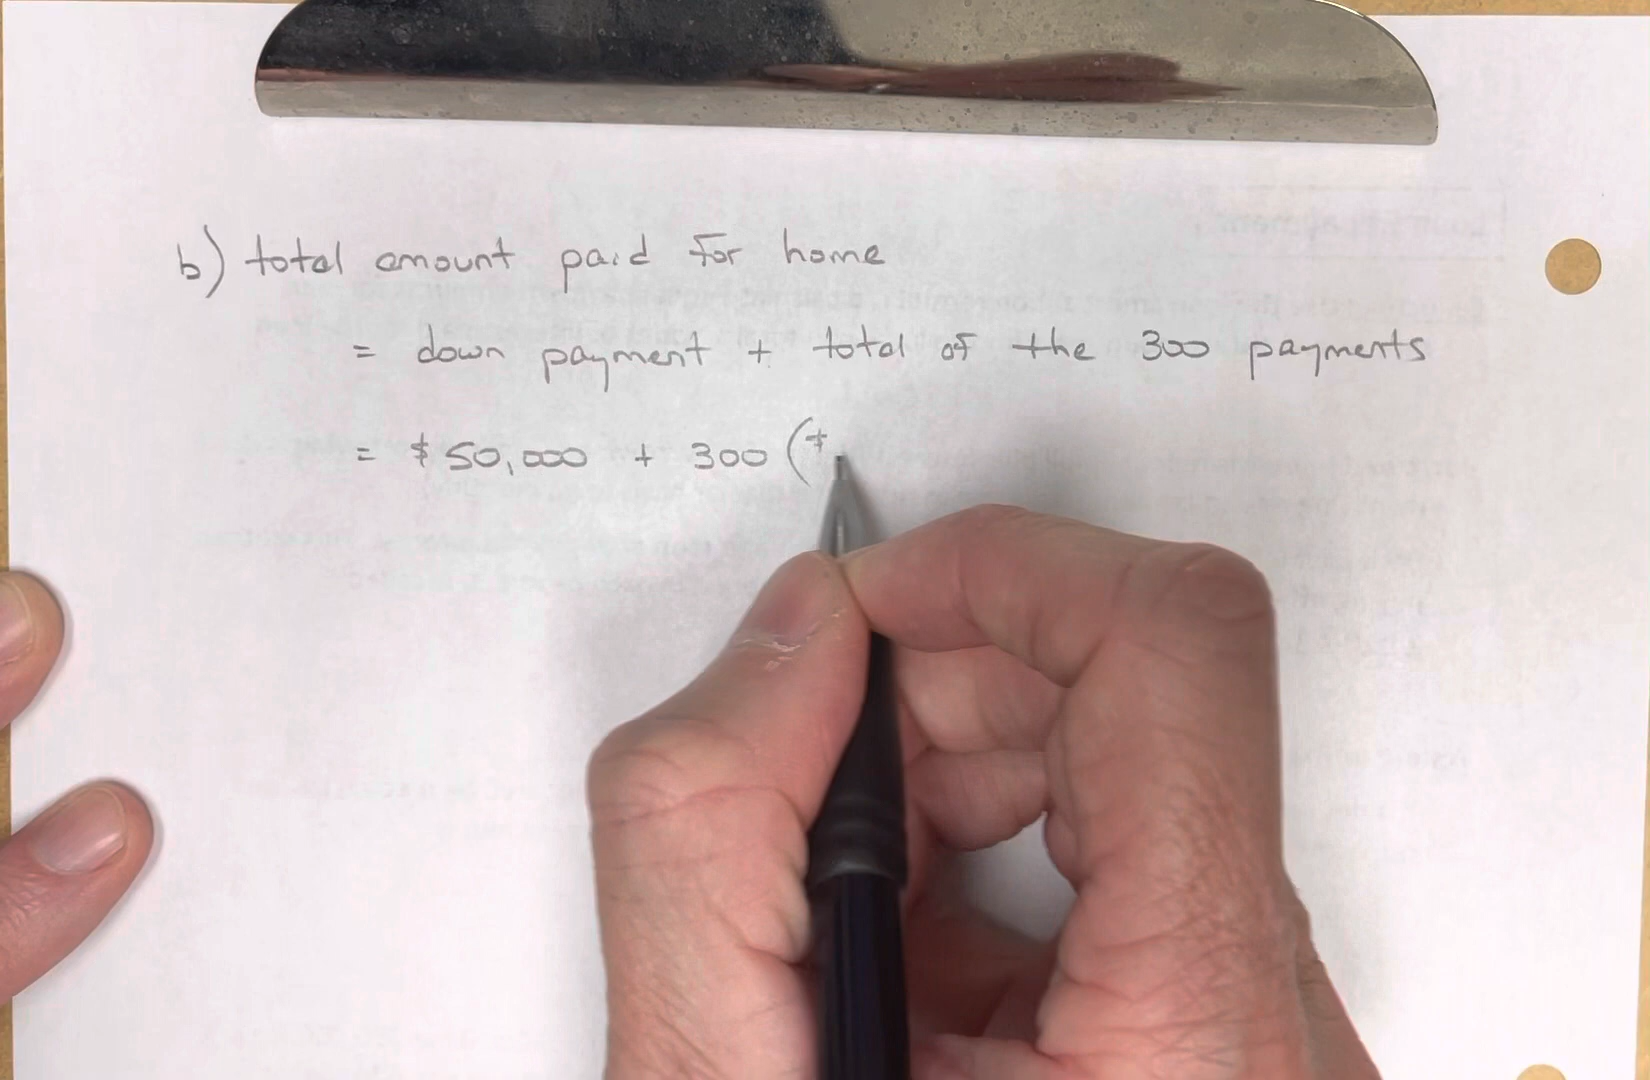 b) total amount paid for home
= down payment + total of the 300 payments
= $50,000 + 300 ($